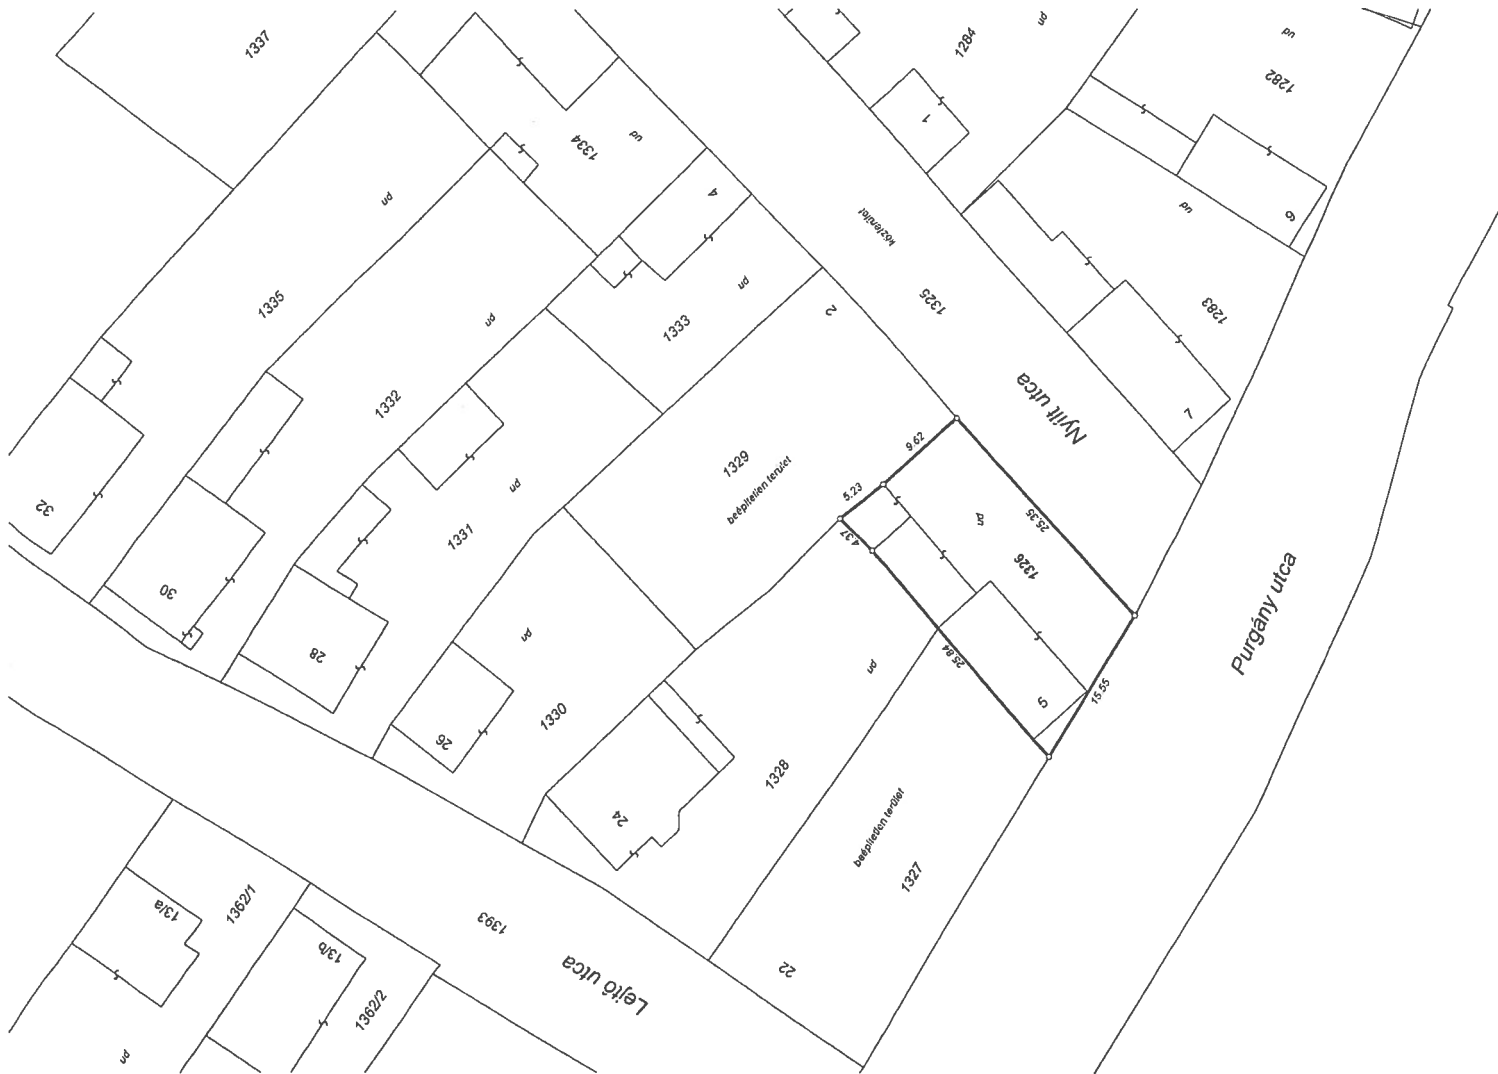 1337
1284
ud
ud
1282
1
1334
ud
ud
4
ud
6
közterület
1335
ud
ud
1333
2
1325
1283
1332
Nyílt utca
7
ud
1329
beépítetlen terület
9.62
5.23
4.37
25.35
ud
1326
32
1331
30
28
ud
ud
25.84
15.55
5
Purgány utca
26
1330
1328
24
beépítetlen terület
1327
13/a
1362/1
1393
13/b
Lejtő utca
22
1362/2
ud